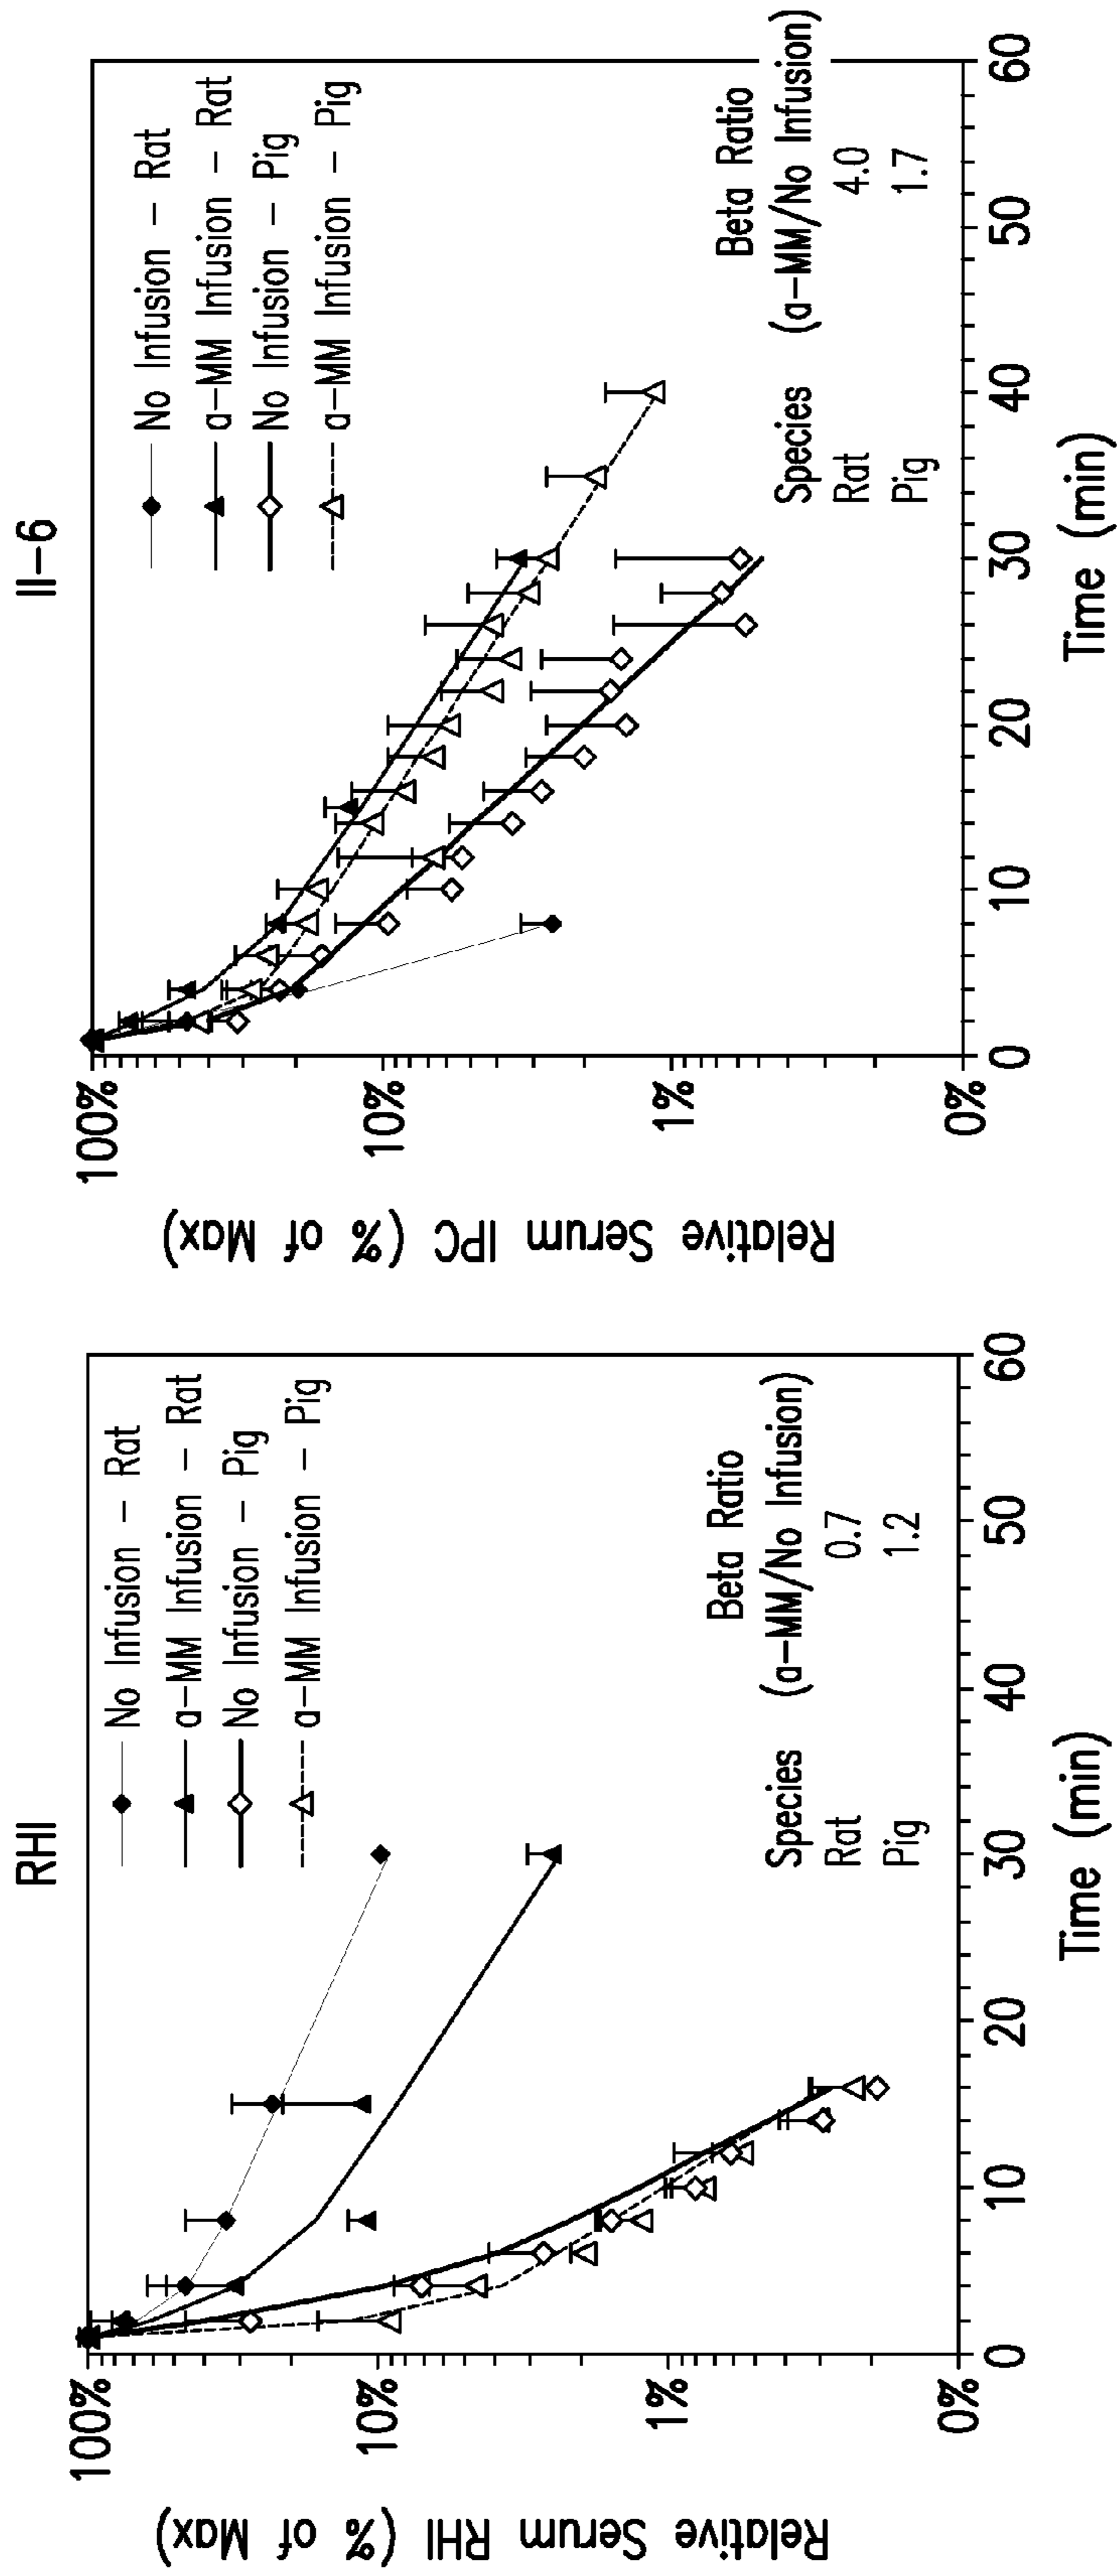 RHI
Relative Serum RHI (% of Max)
100%
10%
1%
0%
No Infusion – Rat
a–MM Infusion – Rat
No Infusion – Pig
a–MM Infusion – Pig
Beta Ratio
Species (a–MM/No Infusion)
Rat 0.7
Pig 1.2
0 10 20 30 40 50 60
Time (min)
II–6
Relative Serum IPC (% of Max)
100%
10%
1%
0%
No Infusion – Rat
a–MM Infusion – Rat
No Infusion – Pig
a–MM Infusion – Pig
Beta Ratio
Species (a–MM/No Infusion)
Rat 4.0
Pig 1.7
0 10 20 30 40 50 60
Time (min)